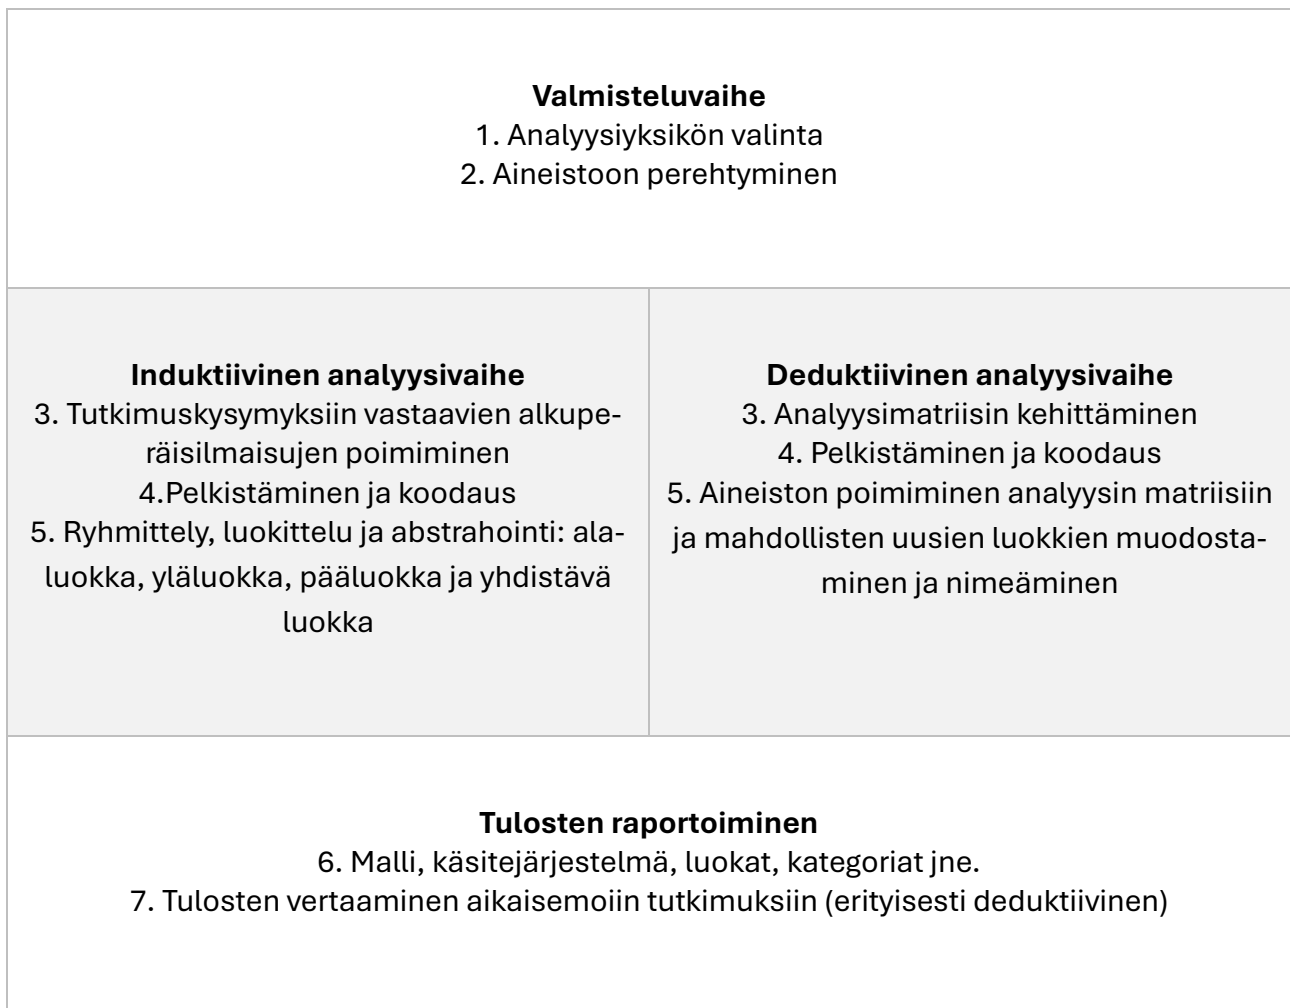 Valmisteluvaihe
1. Analyysiyksikön valinta
2. Aineistoon perehtyminen
Induktiivinen analyysivaihe
3. Tutkimuskysymyksiin vastaavien alkupe-
räisilmaisujen poimiminen
4.Pelkistäminen ja koodaus
5. Ryhmittely, luokittelu ja abstrahointi: ala-
luokka, yläluokka, pääluokka ja yhdistävä
luokka
Deduktiivinen analyysivaihe
3. Analyysimatriisin kehittäminen
4. Pelkistäminen ja koodaus
5. Aineiston poimiminen analyysin matriisiin
ja mahdollisten uusien luokkien muodosta-
minen ja nimeäminen
Tulosten raportoiminen
6. Malli, käsitejärjestelmä, luokat, kategoriat jne.
7. Tulosten vertaaminen aikaisemoiin tutkimuksiin (erityisesti deduktiivinen)